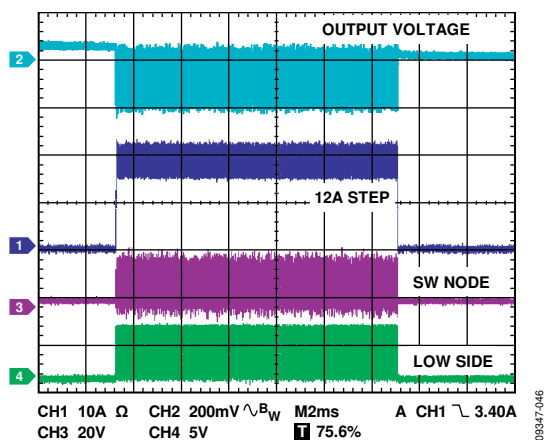 OUTPUT VOLTAGE
2
12A STEP
1
SW NODE
3
LOW SIDE
4
CH1 10A Ω CH2 200mV ∿BW M2ms A CH1 ㄟ 3.40A
CH3 20V CH4 5V T 75.6%
09347-046